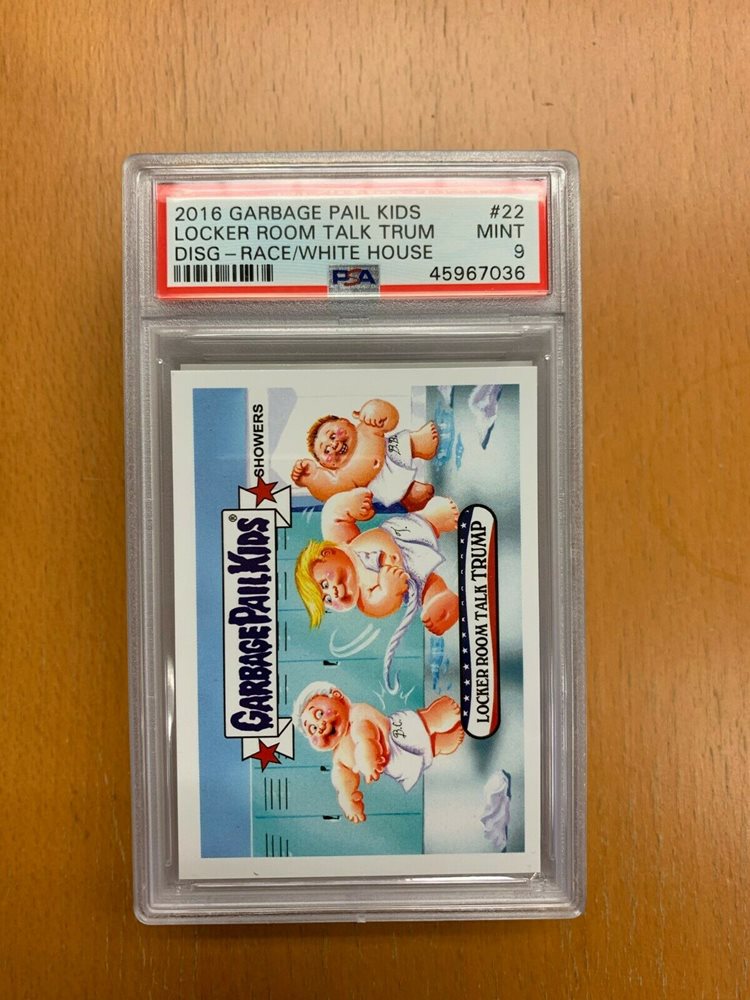 2016 GARBAGE PAIL KIDS #22
LOCKER ROOM TALK TRUM MINT
DISG – RACE/WHITE HOUSE 9
PSA 45967036
GARBAGE PAIL KIDS®
SHOWERS
B.C.
T.
B.B.
LOCKER ROOM TALK TRUMP